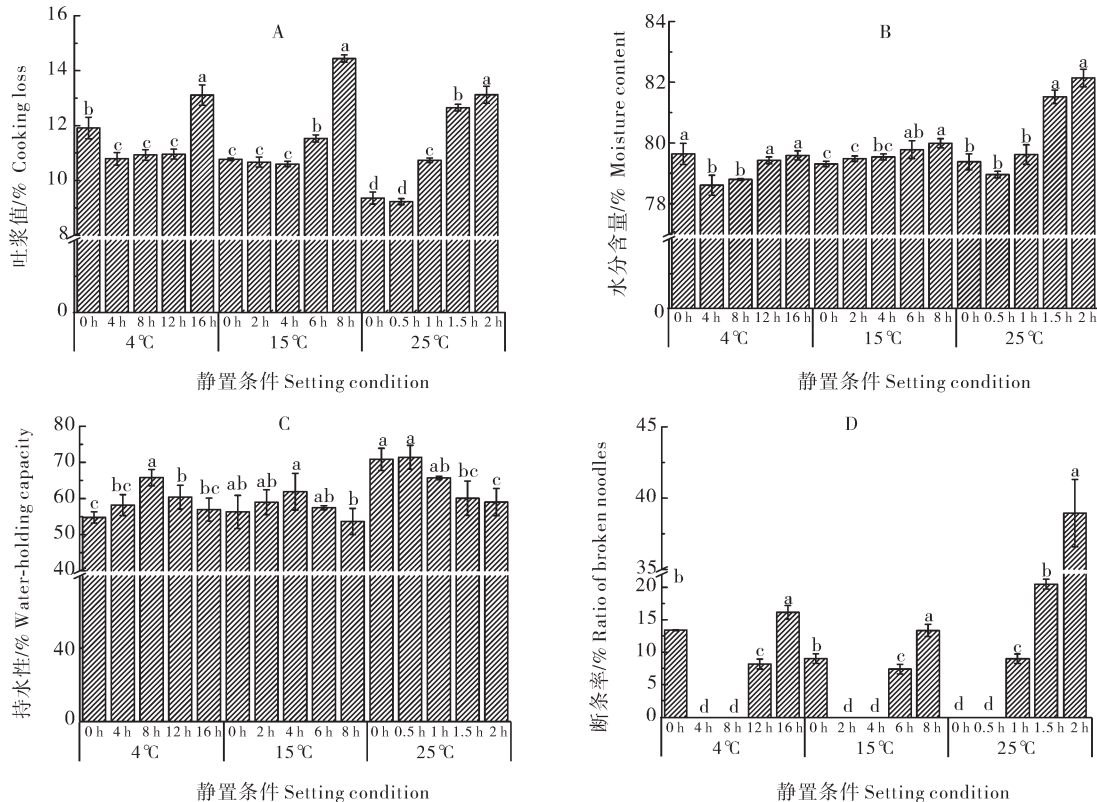 A
吐浆值/% Cooking loss
16
14
12
10
8
0
b
c
c
c
a
c
c
c
b
a
d
d
c
b
a
0 h 4 h 8 h 12 h 16 h 0 h 2 h 4 h 6 h 8 h 0 h 0.5 h 1 h 1.5 h 2 h
4℃ 15℃ 25℃
静置条件 Setting condition
B
水分含量/% Moisture content
84
82
80
78
0
a
b
b
a
a
c
c
bc
ab
a
b
b
b
a
a
0 h 4 h 8 h 12 h 16 h 0 h 2 h 4 h 6 h 8 h 0 h 0.5 h 1 h 1.5 h 2 h
4℃ 15℃ 25℃
静置条件 Setting condition
C
持水性/% Water-holding capacity
80
70
60
50
40
40
0
c
bc
a
b
bc
ab
ab
a
ab
b
a
a
ab
bc
c
0 h 2 h 8 h 12 h 16 h 0 h 2 h 4 h 6 h 8 h 0 h 0.5 h 1 h 1.5 h 2 h
4℃ 15℃ 25℃
静置条件 Setting condition
D
断条率/% Ratio of broken noodles
45
40
35
20
15
10
5
0
b
d
d
c
a
b
d
d
c
a
d
d
c
b
a
0 h 4 h 8 h 12 h 16 h 0 h 2 h 4 h 6 h 8 h 0 h 0.5 h 1 h 1.5 h 2 h
4℃ 15℃ 25℃
静置条件 Setting condition